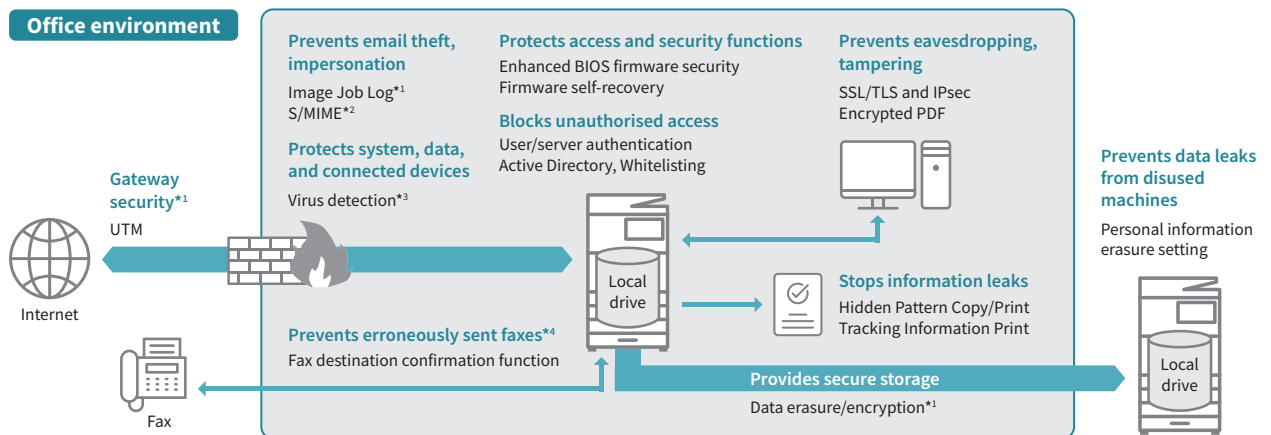 Office environment
Prevents email theft,
impersonation
Image Job Log*1
S/MIME*2
Protects system, data,
and connected devices
Virus detection*3
Protects access and security functions
Enhanced BIOS firmware security
Firmware self-recovery
Blocks unauthorised access
User/server authentication
Active Directory, Whitelisting
Prevents eavesdropping,
tampering
SSL/TLS and IPsec
Encrypted PDF
Gateway
security*1
UTM
Internet
Local
drive
Stops information leaks
Hidden Pattern Copy/Print
Tracking Information Print
Prevents data leaks
from disused
machines
Personal information
erasure setting
Local
drive
Prevents erroneously sent faxes*4
Fax destination confirmation function
Fax
Provides secure storage
Data erasure/encryption*1